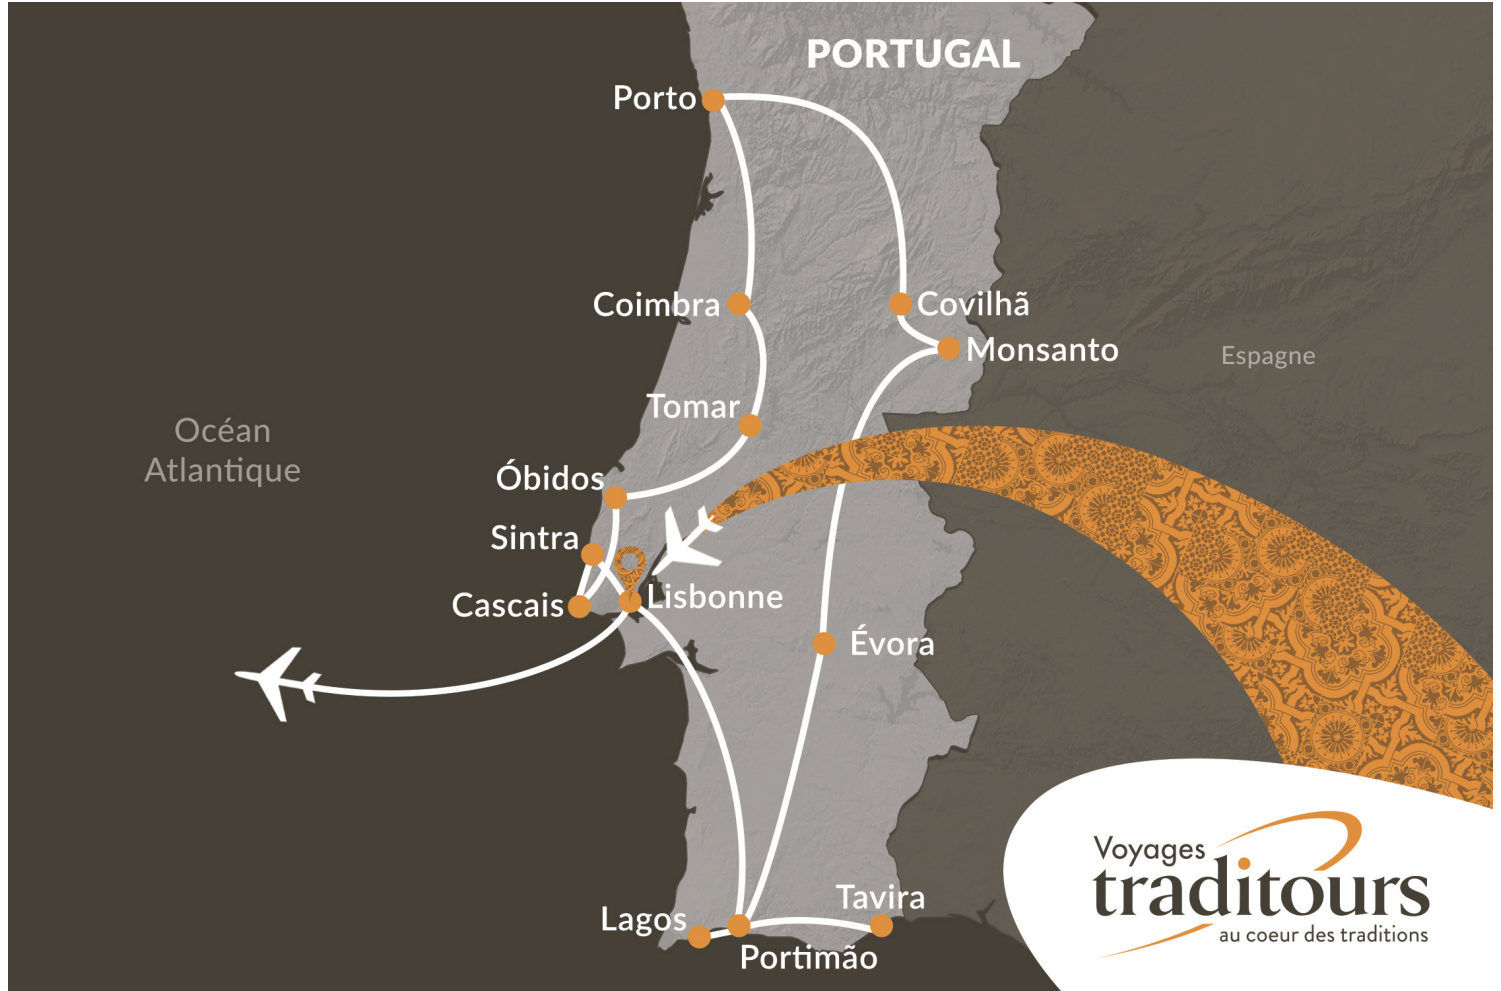 PORTUGAL
Porto
Coimbra
Covilhã
Monsanto
Espagne
Tomar
Océan
Atlantique
Óbidos
Sintra
Cascais
Lisbonne
Évora
Tavira
Lagos
Portimão
Voyages
traditours
au coeur des traditions